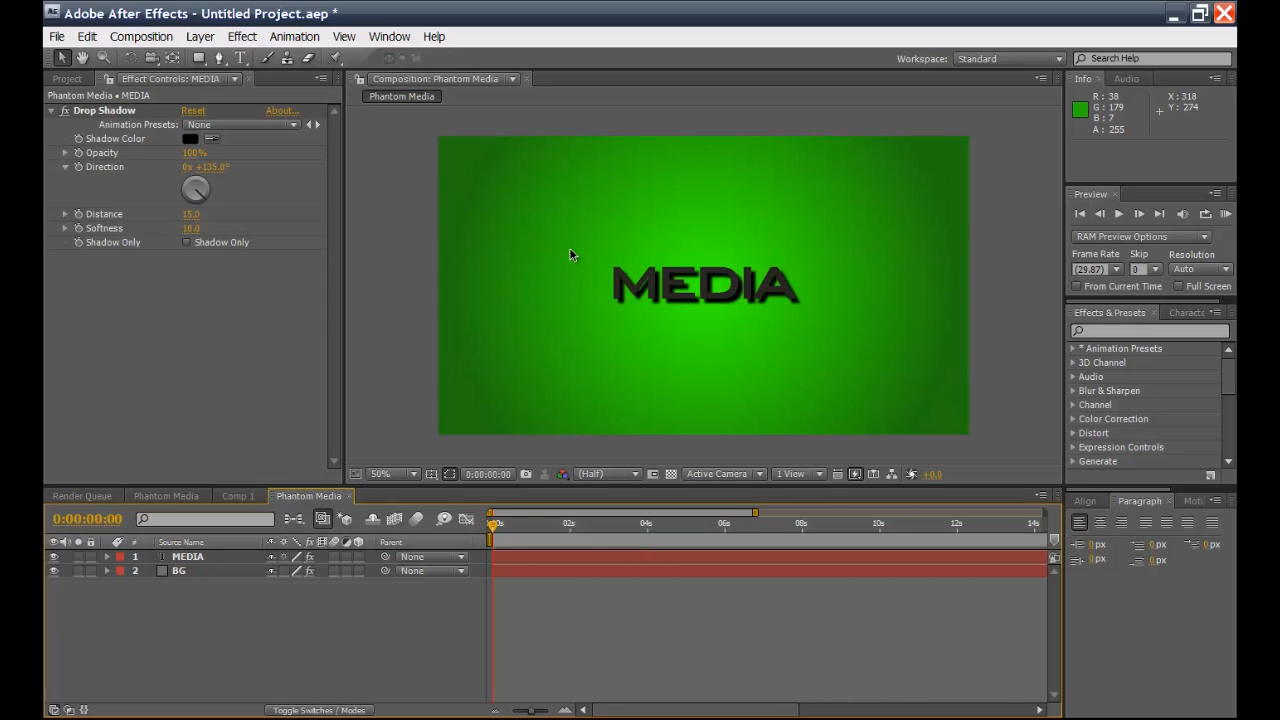 Adobe After Effects - Untitled Project.aep *
File Edit Composition Layer Effect Animation View Window Help
Workspace: Standard
Search Help
Project
Effect Controls: MEDIA
Phantom Media • MEDIA
Drop Shadow Reset About...
Animation Presets: None
Shadow Color
Opacity 100%
Direction 0x +135.0°
Distance 15.0
Softness 10.0
Shadow Only Shadow Only
Composition: Phantom Media
Phantom Media
MEDIA
50% 0:00:00:00 (Half) Active Camera 1 View +0.0
Info Audio
R: 38 X: 318
G: 179 Y: 274
B: 7
A: 255
Preview
RAM Preview Options
Frame Rate Skip Resolution
(29.87) 0 Auto
From Current Time Full Screen
Effects & Presets Characte
* Animation Presets
3D Channel
Audio
Blur & Sharpen
Channel
Color Correction
Distort
Expression Controls
Generate
Render Queue Phantom Media Comp 1 Phantom Media
0:00:00:00
02s 04s 06s 08s 10s 12s 14s
# Source Name Parent
1 T MEDIA fx None
2 BG fx None
Toggle Switches / Modes
Align Paragraph Moti
0 px 0 px 0 px
0 px 0 px